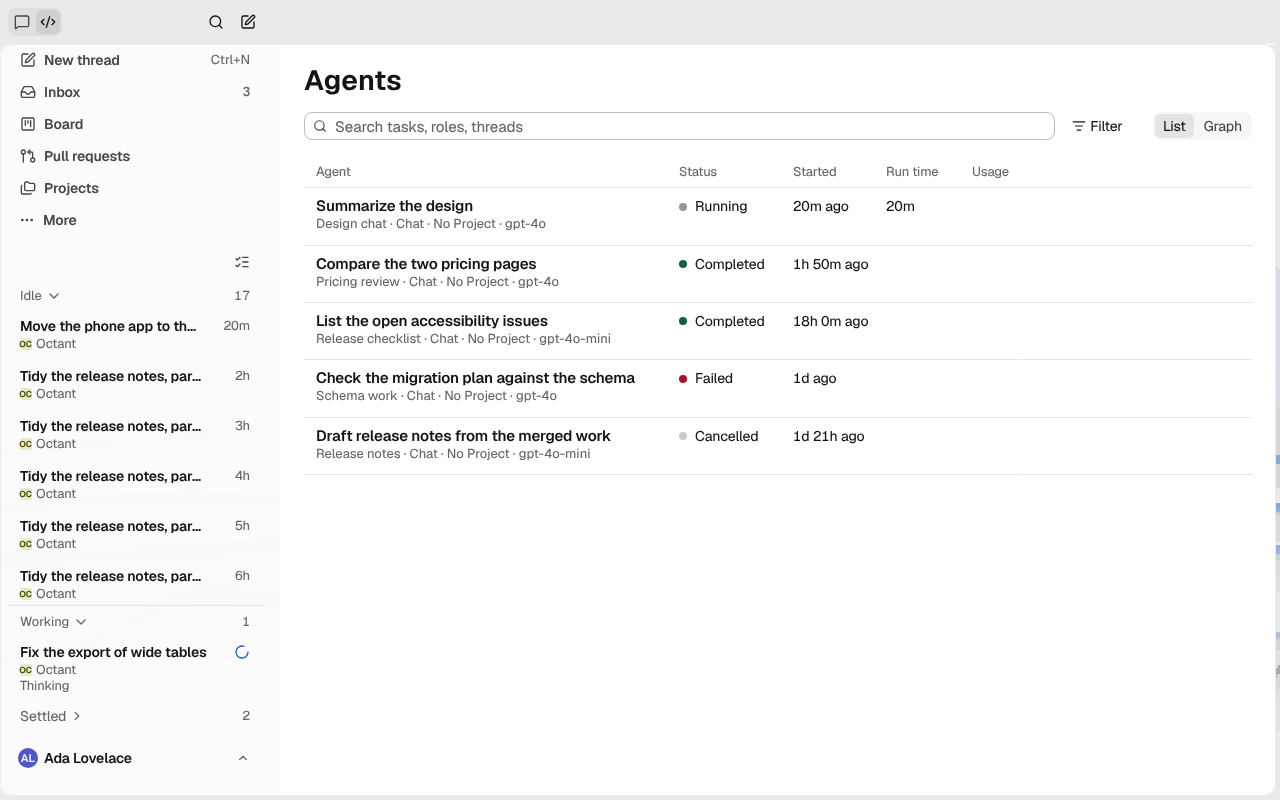 New thread Ctrl+N
Inbox 3
Board
Pull requests
Projects
More
Idle 17
Move the phone app to th... 20m
OC Octant
Tidy the release notes, par... 2h
OC Octant
Tidy the release notes, par... 3h
OC Octant
Tidy the release notes, par... 4h
OC Octant
Tidy the release notes, par... 5h
OC Octant
Tidy the release notes, par... 6h
OC Octant
Working 1
Fix the export of wide tables
OC Octant
Thinking
Settled 2
AL Ada Lovelace
Agents
Search tasks, roles, threads Filter List Graph
Agent Status Started Run time Usage
Summarize the design Running 20m ago 20m
Design chat · Chat · No Project · gpt-4o
Compare the two pricing pages Completed 1h 50m ago
Pricing review · Chat · No Project · gpt-4o
List the open accessibility issues Completed 18h 0m ago
Release checklist · Chat · No Project · gpt-4o-mini
Check the migration plan against the schema Failed 1d ago
Schema work · Chat · No Project · gpt-4o
Draft release notes from the merged work Cancelled 1d 21h ago
Release notes · Chat · No Project · gpt-4o-mini